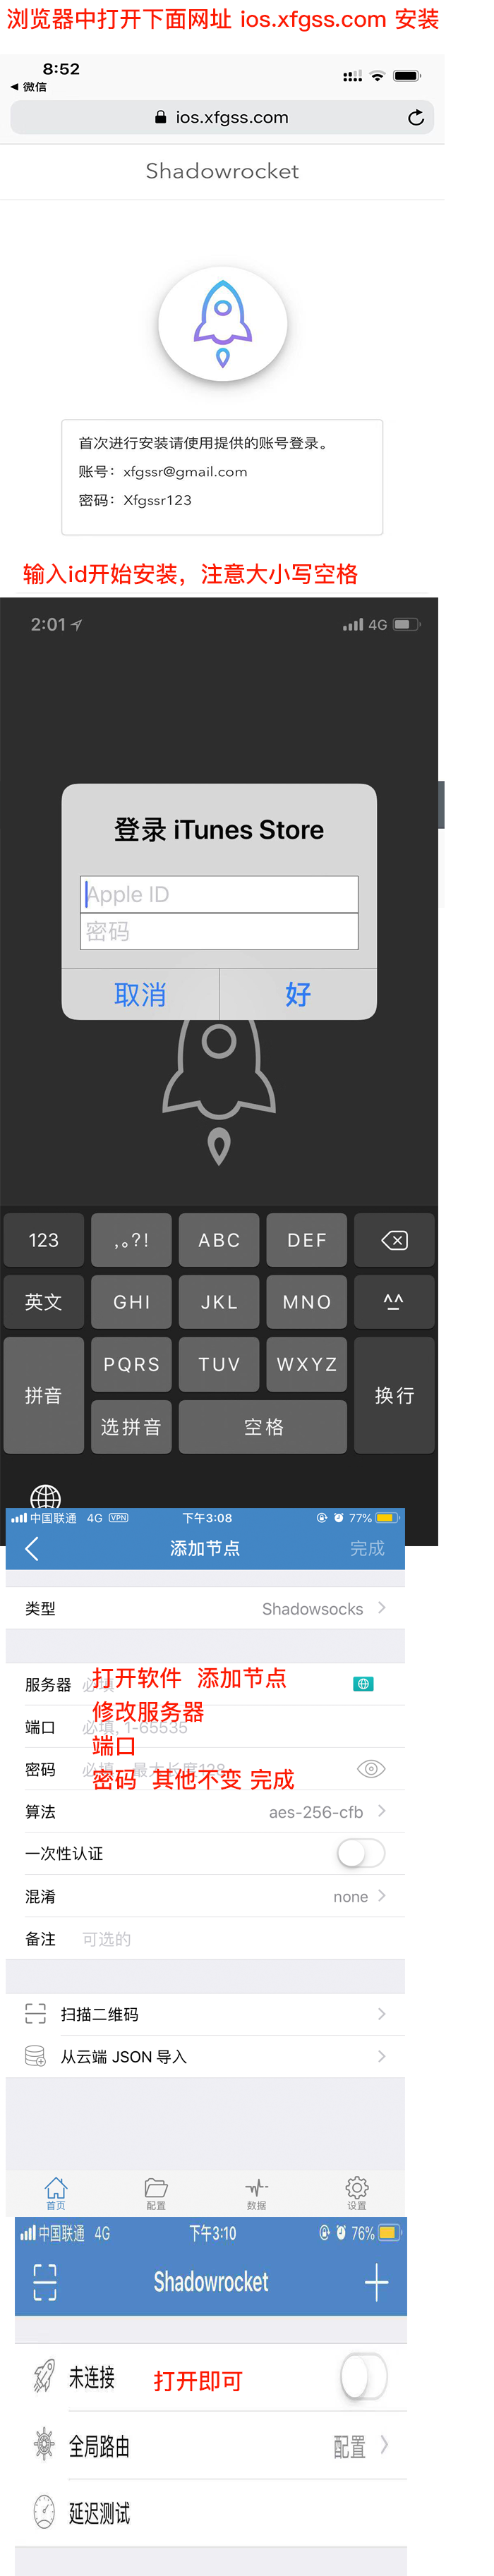 浏览器中打开下面网址 ios.xfgss.com 安装
8:52
微信
ios.xfgss.com
Shadowrocket
首次进行安装请使用提供的账号登录。
账号：xfgssr@gmail.com
密码：Xfgssr123
输入id开始安装，注意大小写空格
2:01 4G
登录 iTunes Store
Apple ID
密码
取消 好
123 ,。?! ABC DEF
英文 GHI JKL MNO ^^
拼音 PQRS TUV WXYZ 换行
选拼音 空格
中国联通 4G VPN 下午3:08 77%
添加节点 完成
类型 Shadowsocks
打开软件 添加节点
服务器 必填
修改服务器
端口 必填, 1-65535
端口
密码 必填, 最大长度128
密码 其他不变 完成
算法 aes-256-cfb
一次性认证
混淆 none
备注 可选的
扫描二维码
从云端 JSON 导入
首页 配置 数据 设置
中国联通 4G 下午3:10 76%
Shadowrocket
未连接 打开即可
全局路由 配置
延迟测试